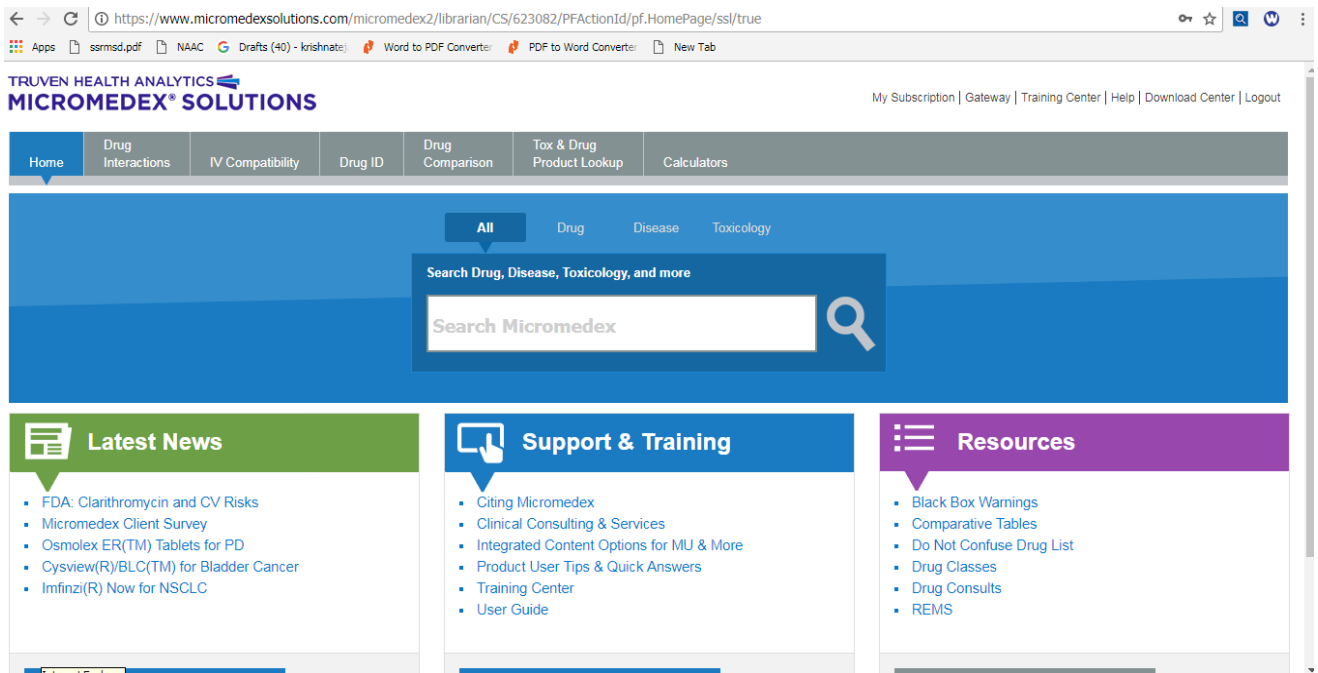 https://www.micromedexsolutions.com/micromedex2/librarian/CS/623082/PFActionId/pf.HomePage/ssl/true
Apps ssrmsd.pdf NAAC Drafts (40) - krishnatej Word to PDF Converter PDF to Word Converter New Tab
TRUVEN HEALTH ANALYTICS
MICROMEDEX® SOLUTIONS
My Subscription | Gateway | Training Center | Help | Download Center | Logout
Home
Drug Interactions
IV Compatibility
Drug ID
Drug Comparison
Tox & Drug Product Lookup
Calculators
All Drug Disease Toxicology
Search Drug, Disease, Toxicology, and more
Search Micromedex
Latest News
FDA: Clarithromycin and CV Risks
Micromedex Client Survey
Osmolex ER(TM) Tablets for PD
Cysview(R)/BLC(TM) for Bladder Cancer
Imfinzi(R) Now for NSCLC
Support & Training
Citing Micromedex
Clinical Consulting & Services
Integrated Content Options for MU & More
Product User Tips & Quick Answers
Training Center
User Guide
Resources
Black Box Warnings
Comparative Tables
Do Not Confuse Drug List
Drug Classes
Drug Consults
REMS